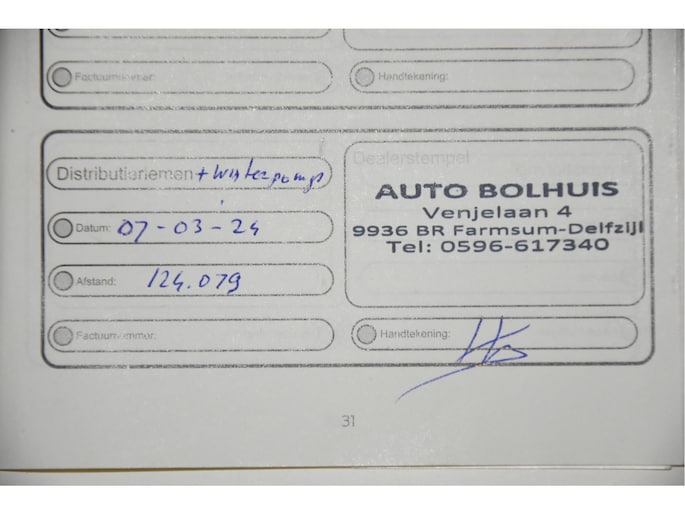 Factuurnummer:
Handtekening:
Distributieriemen + Waterpomp
Datum: 07-03-24
Afstand: 124.079
Factuurnummer:
Dealerstempel
AUTO BOLHUIS
Venjelaan 4
9936 BR Farmsum-Delfzijl
Tel: 0596-617340
Handtekening:
31